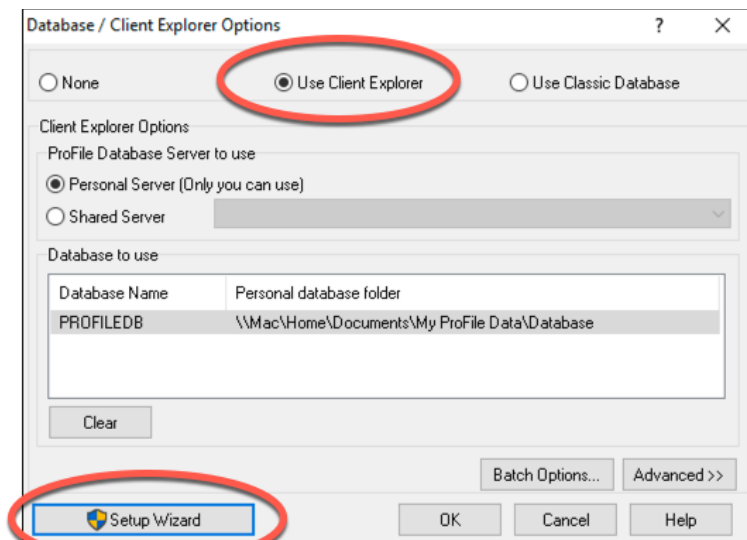 Database / Client Explorer Options
None Use Client Explorer Use Classic Database
Client Explorer Options
ProFile Database Server to use
Personal Server (Only you can use)
Shared Server
Database to use
Database Name Personal database folder
PROFILEDB \\Mac\Home\Documents\My ProFile Data\Database
Clear
Batch Options... Advanced >>
Setup Wizard OK Cancel Help